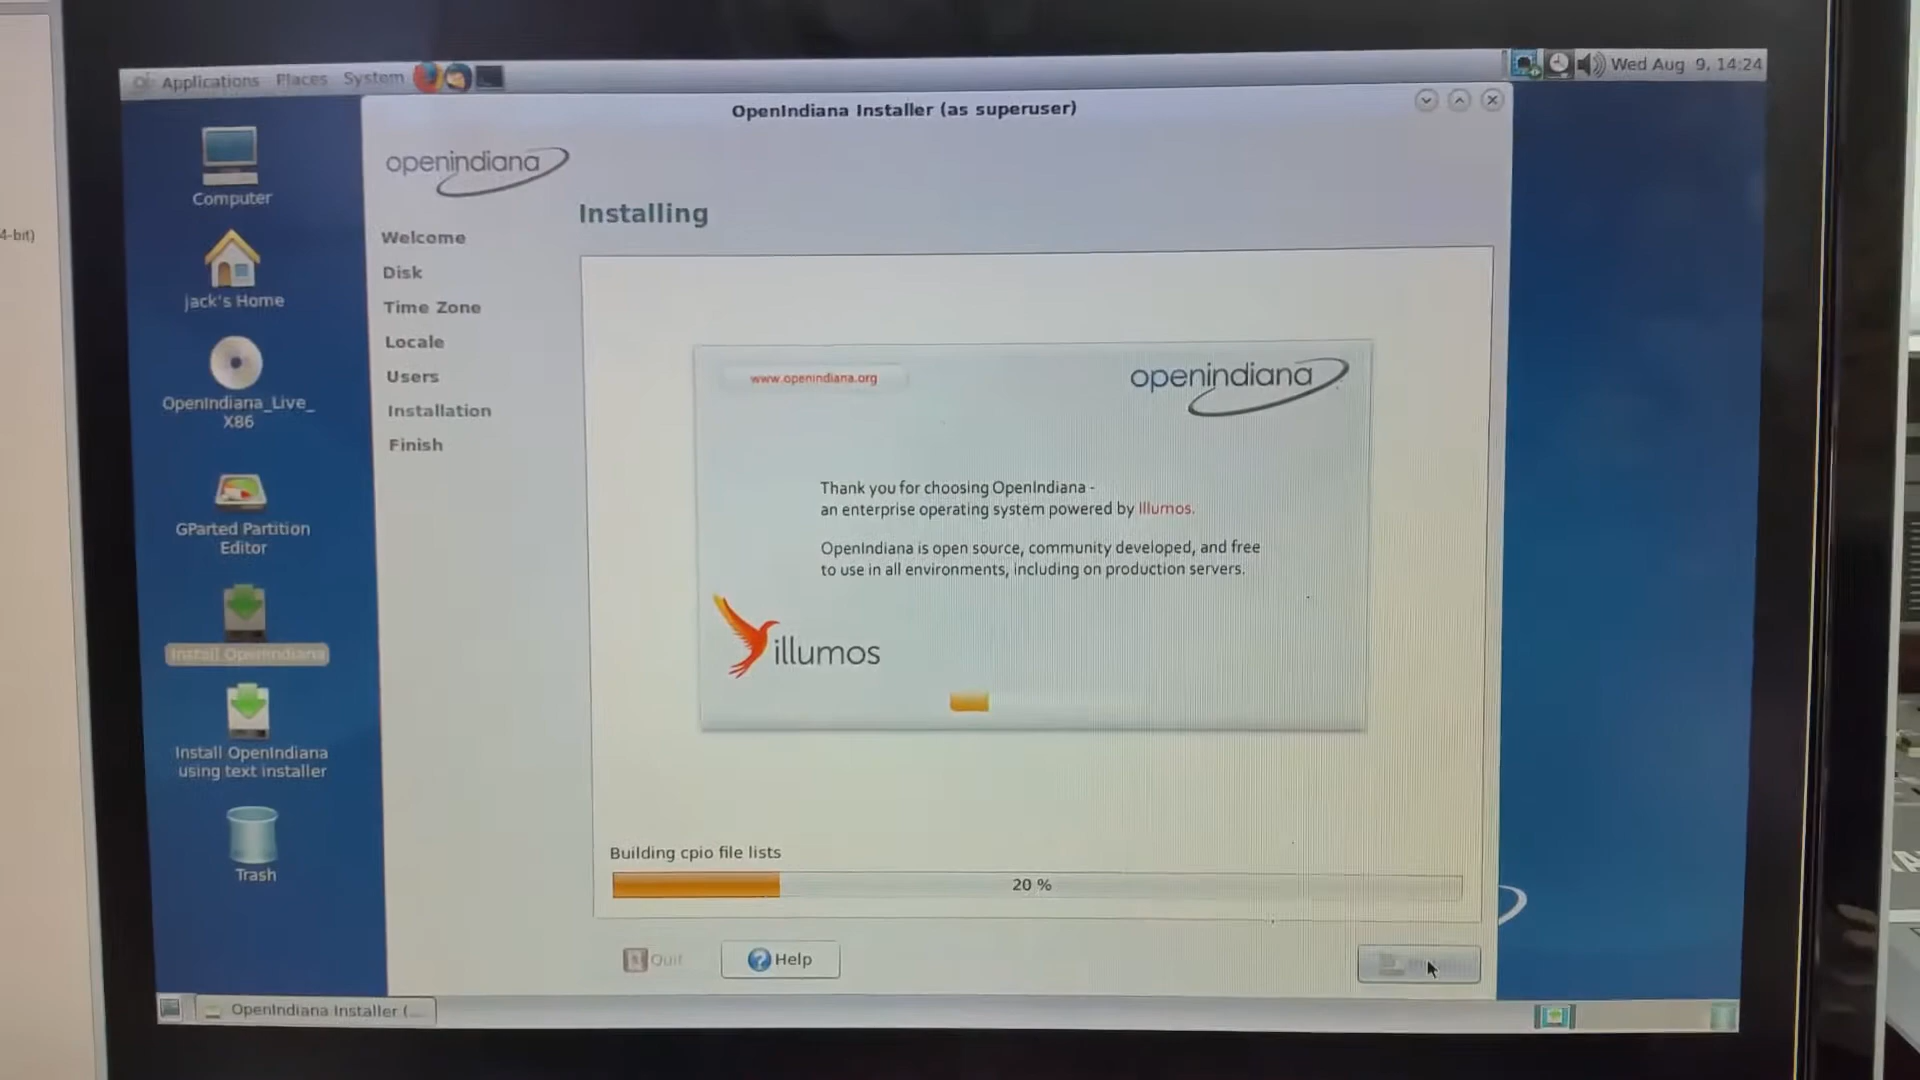 4-bit)
Applications Places System
Wed Aug 9, 14:24
OpenIndiana Installer (as superuser)
Computer
jack's Home
OpenIndiana_Live_
X86
GParted Partition
Editor
Install OpenIndiana
Install OpenIndiana
using text installer
Trash
openindiana
Welcome
Disk
Time Zone
Locale
Users
Installation
Finish
Installing
www.openindiana.org
openindiana
Thank you for choosing OpenIndiana -
an enterprise operating system powered by Illumos.
OpenIndiana is open source, community developed, and free
to use in all environments, including on production servers.
illumos
Building cpio file lists
20 %
Quit
Help
OpenIndiana Installer (...